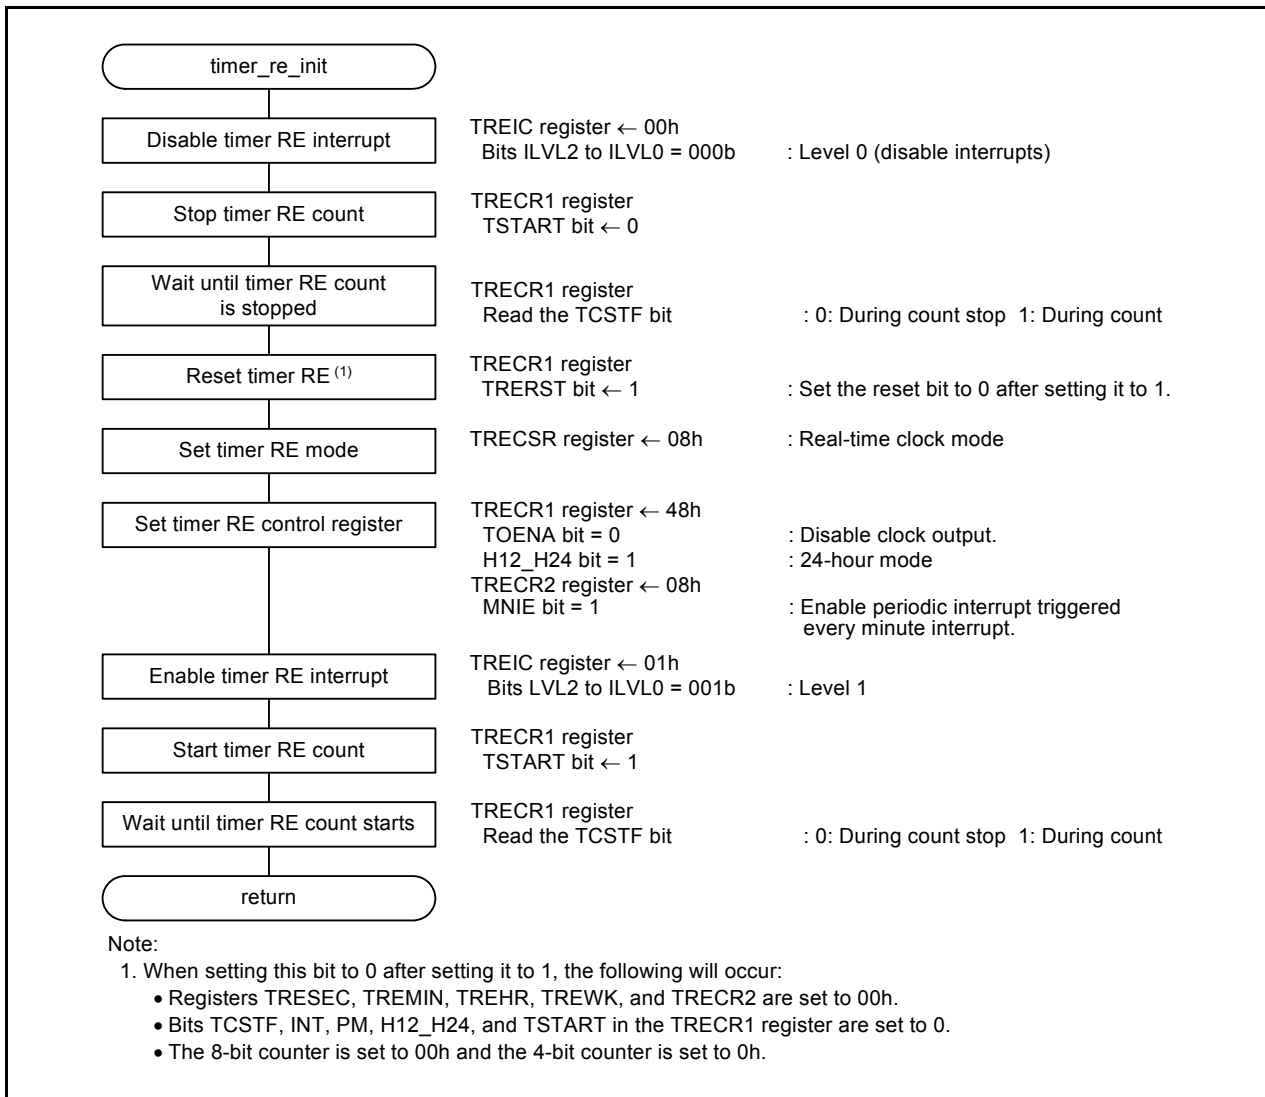 timer_re_init
Disable timer RE interrupt
TREIC register ← 00h
Bits ILVL2 to ILVL0 = 000b : Level 0 (disable interrupts)
Stop timer RE count
TRECR1 register
TSTART bit ← 0
Wait until timer RE count
is stopped
TRECR1 register
Read the TCSTF bit : 0: During count stop 1: During count
Reset timer RE (1)
TRECR1 register
TRERST bit ← 1 : Set the reset bit to 0 after setting it to 1.
Set timer RE mode
TRECSR register ← 08h : Real-time clock mode
Set timer RE control register
TRECR1 register ← 48h
TOENA bit = 0 : Disable clock output.
H12_H24 bit = 1 : 24-hour mode
TRECR2 register ← 08h
MNIE bit = 1 : Enable periodic interrupt triggered
every minute interrupt.
Enable timer RE interrupt
TREIC register ← 01h
Bits LVL2 to ILVL0 = 001b : Level 1
Start timer RE count
TRECR1 register
TSTART bit ← 1
Wait until timer RE count starts
TRECR1 register
Read the TCSTF bit : 0: During count stop 1: During count
return
Note:
1. When setting this bit to 0 after setting it to 1, the following will occur:
• Registers TRESEC, TREMIN, TREHR, TREWK, and TRECR2 are set to 00h.
• Bits TCSTF, INT, PM, H12_H24, and TSTART in the TRECR1 register are set to 0.
• The 8-bit counter is set to 00h and the 4-bit counter is set to 0h.